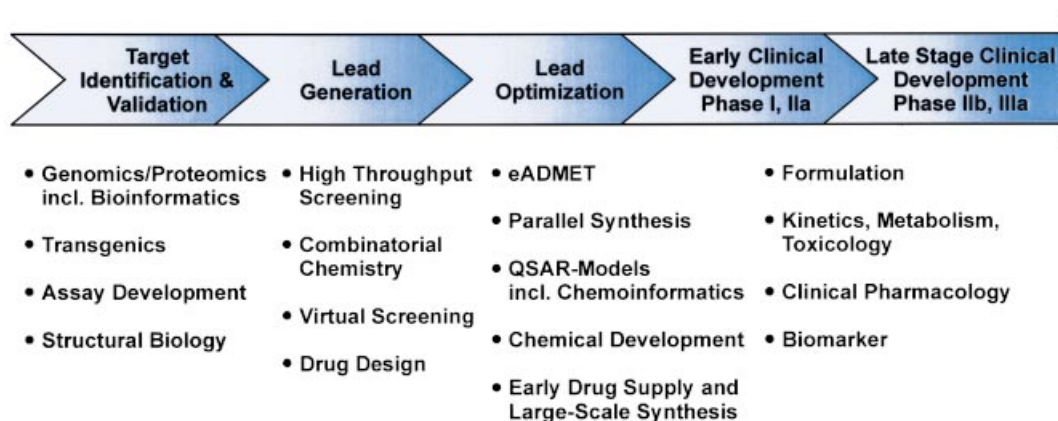 Target
Identification &
Validation
Lead
Generation
Lead
Optimization
Early Clinical
Development
Phase I, IIa
Late Stage Clinical
Development
Phase IIb, IIIa
• Genomics/Proteomics
incl. Bioinformatics
• Transgenics
• Assay Development
• Structural Biology
• High Throughput
Screening
• Combinatorial
Chemistry
• Virtual Screening
• Drug Design
• eADMET
• Parallel Synthesis
• QSAR-Models
incl. Chemoinformatics
• Chemical Development
• Early Drug Supply and
Large-Scale Synthesis
• Formulation
• Kinetics, Metabolism,
Toxicology
• Clinical Pharmacology
• Biomarker